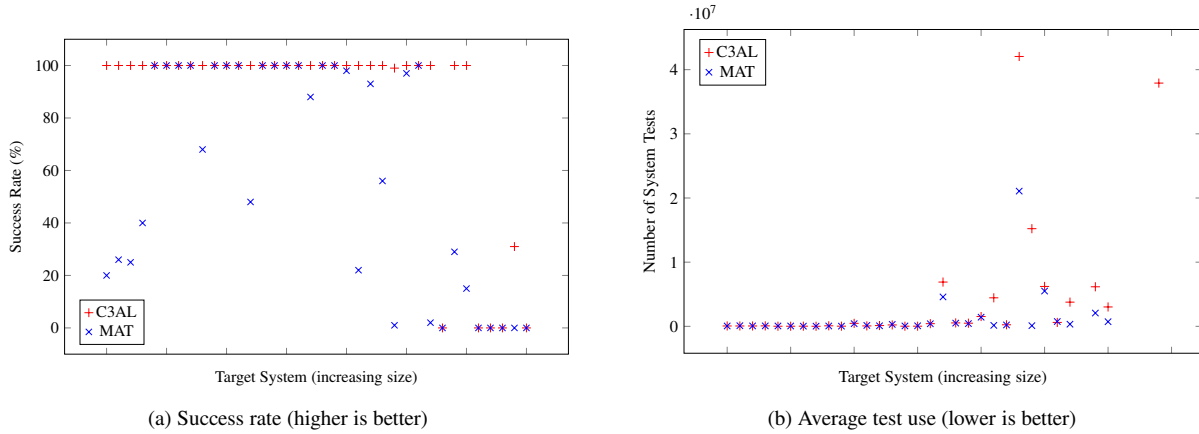 100
80
60
40
20
0
Success Rate (%)
C3AL
MAT
Target System (increasing size)
(a) Success rate (higher is better)
·10⁷
4
3
2
1
0
Number of System Tests
C3AL
MAT
Target System (increasing size)
(b) Average test use (lower is better)